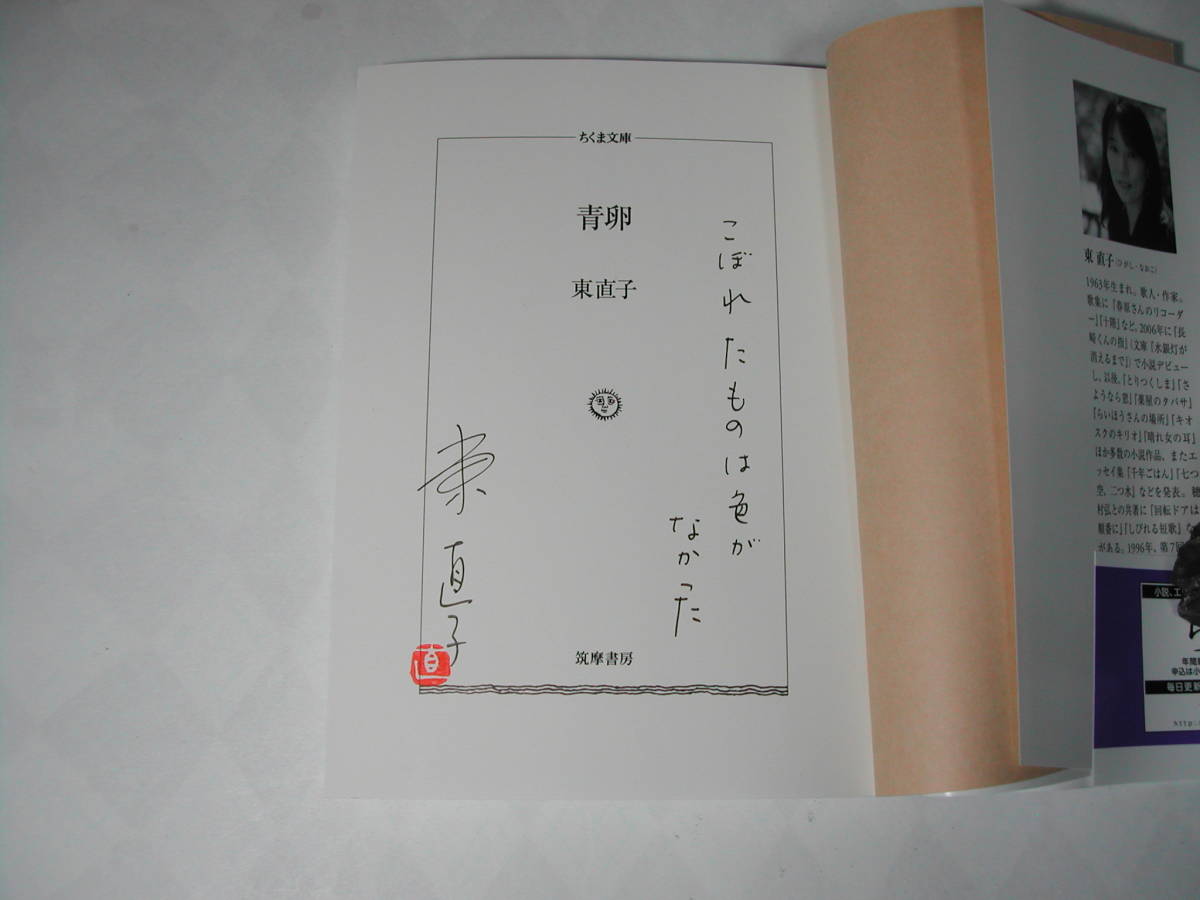 ちくま文庫
青卵
東直子
こぼれたものは色が
なかった
東直子
直
筑摩書房
東 直子(ひがし・なおこ)
1963年生まれ。歌人・作家。
歌集に『春原さんのリコーダ
ー』『十階』など。2006年に『長
崎くんの指』(文庫『水銀灯が
消えるまで』)で小説デビュー
し、以後、『とりつくしま』『さ
ようなら窓』『薬屋のタバサ』
『らいほうさんの場所』『キオ
スクのキリオ』『晴れ女の耳』
ほか多数の小説作品、またエ
ッセイ集『千年ごはん』『七つ
空、二つ水』などを発表。穂
村弘との共著に『回転ドアは
順番に』『しびれる短歌』な
がある。1996年、第7回
小説、エ
年間
申込は小
毎日更新